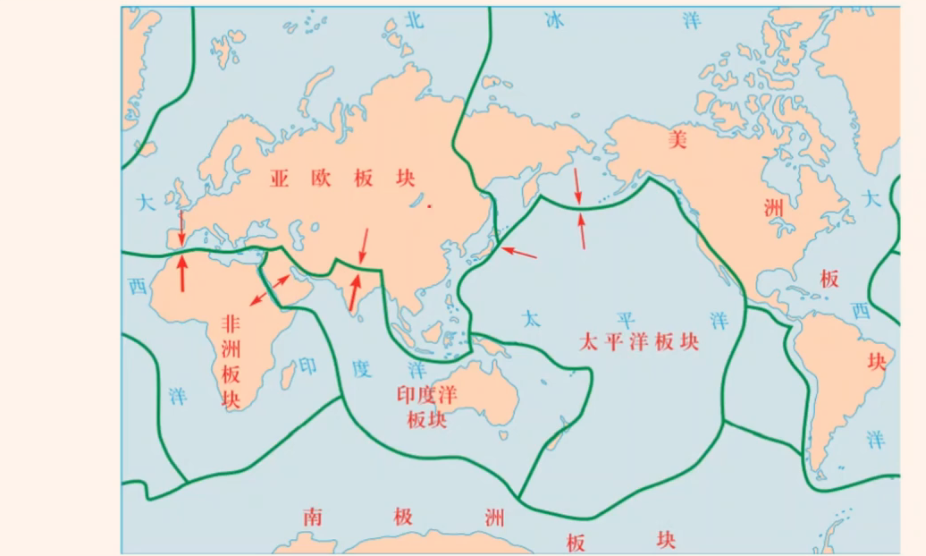 北 冰 洋
美
亚 欧 板 块
大
大
洲
板
西
西
非
洲
板
块
太 平 洋
太平洋板块
印 度 洋
块
洋
印度洋
板块
洋
南 极 洲
板 块